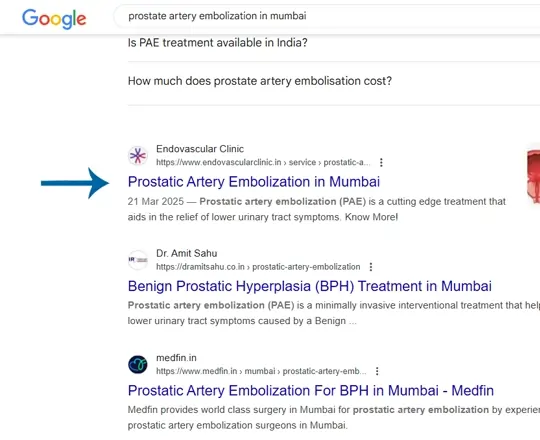 Google
prostate artery embolization in mumbai
Is PAE treatment available in India?
How much does prostate artery embolisation cost?
Endovascular Clinic
https://www.endovascularclinic.in › service › prostatic-a...
Prostatic Artery Embolization in Mumbai
21 Mar 2025 — Prostatic artery embolization (PAE) is a cutting edge treatment that
aids in the relief of lower urinary tract symptoms. Know More!
Dr. Amit Sahu
https://dramitsahu.co.in › prostatic-artery-embolization
Benign Prostatic Hyperplasia (BPH) Treatment in Mumbai
Prostatic artery embolization (PAE) is a minimally invasive interventional treatment that help
lower urinary tract symptoms caused by a Benign ...
medfin.in
https://www.medfin.in › mumbai › prostatic-artery-emb...
Prostatic Artery Embolization For BPH in Mumbai - Medfin
Medfin provides world class surgery in Mumbai for prostatic artery embolization by experie
prostatic artery embolization surgeons in Mumbai.